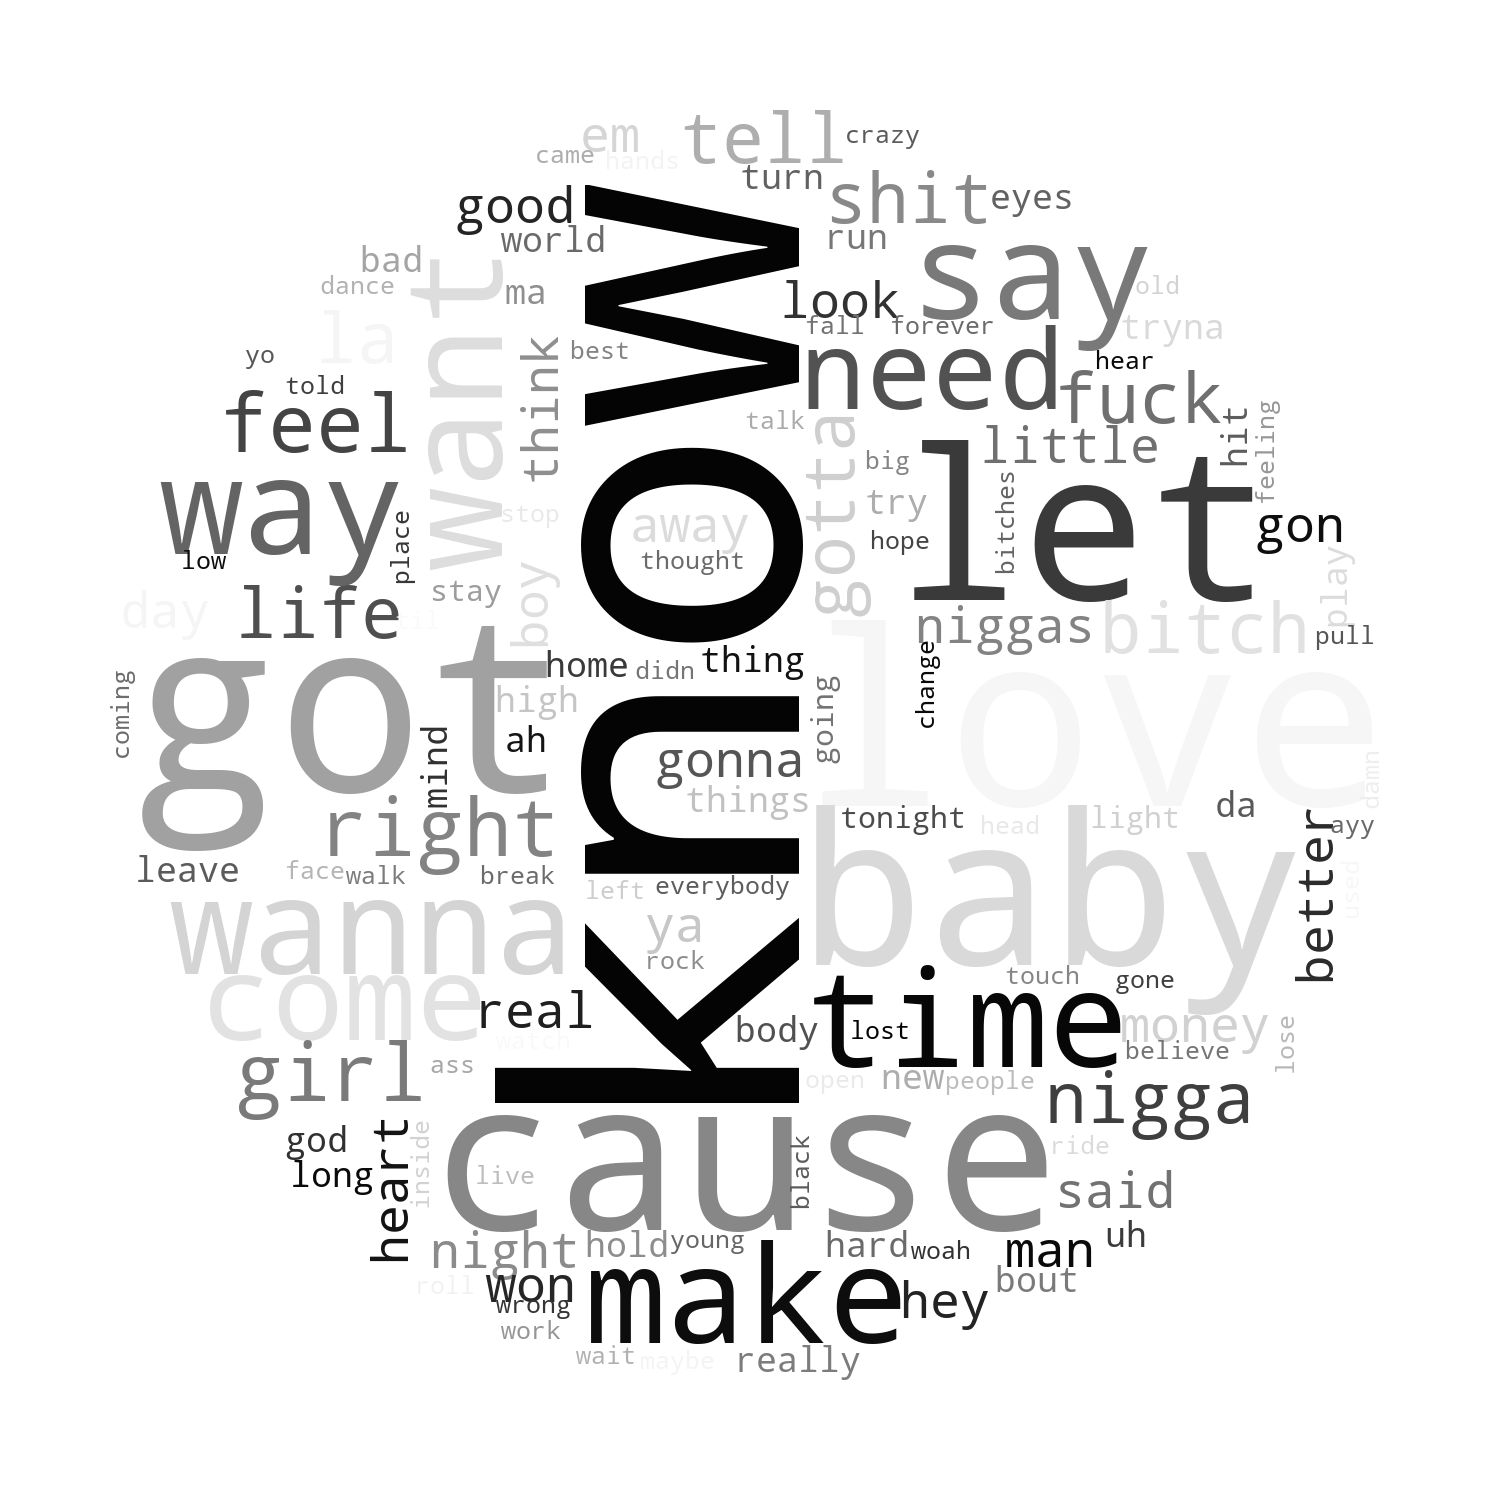 em tell crazy
came hands
turn shit eyes
good world run
bad look say old
dance ma fall forever tryna
la want know
yo think best need hear
told feel talk gotta fuck
little hit feeling
big let
way place stop away try bitches gon
low thought hope
day life til stay boy play
niggas bitch pull
got home didn thing change
coming high going love
mind ah gonna damn
things
right tonight head light da ayy
leave face walk break left everybody baby better used
wanna ya
come rock touch gone
real watch body lost time money
girl ass believe lose
open new people nigga
god heart inside cause black ride
long live said
night hold young hard woah man uh
roll won make bout
wrong hey
work
wait maybe really